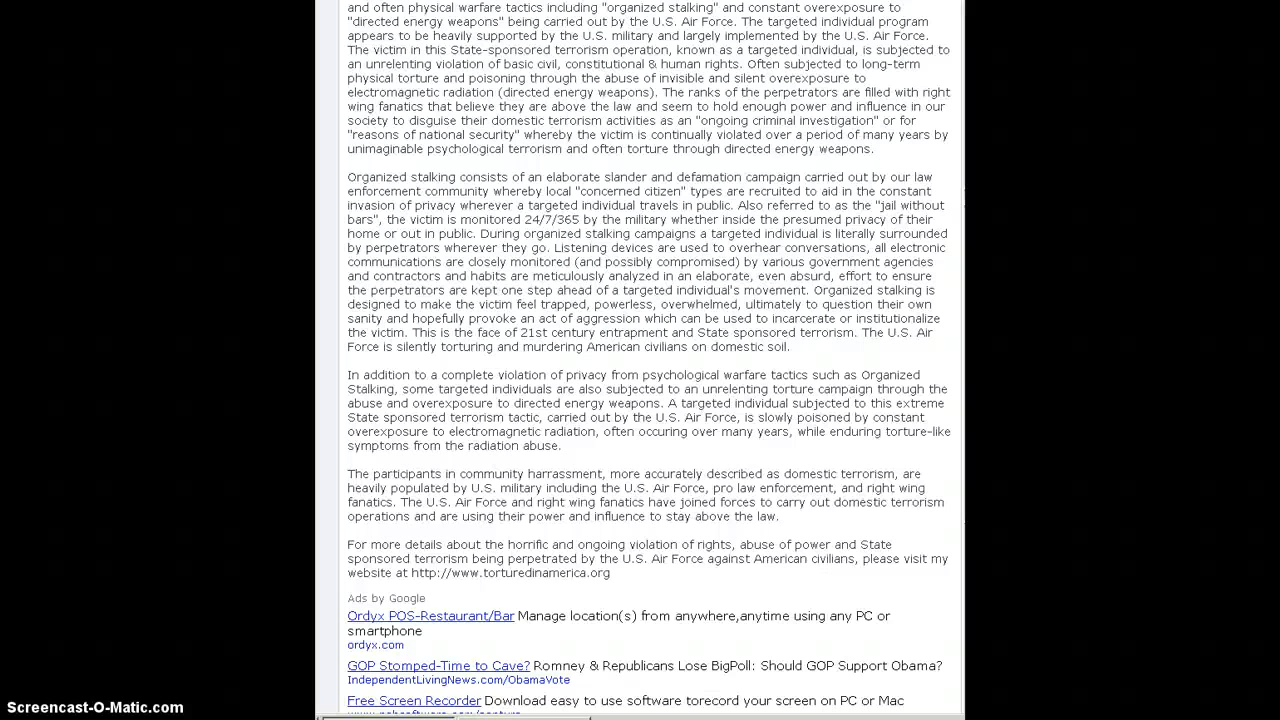 and often physical warfare tactics including "organized stalking" and constant overexposure to
"directed energy weapons" being carried out by the U.S. Air Force. The targeted individual program
appears to be heavily supported by the U.S. military and largely implemented by the U.S. Air Force.
The victim in this State-sponsored terrorism operation, known as a targeted individual, is subjected to
an unrelenting violation of basic civil, constitutional & human rights. Often subjected to long-term
physical torture and poisoning through the abuse of invisible and silent overexposure to
electromagnetic radiation (directed energy weapons). The ranks of the perpetrators are filled with right
wing fanatics that believe they are above the law and seem to hold enough power and influence in our
society to disguise their domestic terrorism activities as an "ongoing criminal investigation" or for
"reasons of national security" whereby the victim is continually violated over a period of many years by
unimaginable psychological terrorism and often torture through directed energy weapons.
Organized stalking consists of an elaborate slander and defamation campaign carried out by our law
enforcement community whereby local "concerned citizen" types are recruited to aid in the constant
invasion of privacy wherever a targeted individual travels in public. Also referred to as the "jail without
bars", the victim is monitored 24/7/365 by the military whether inside the presumed privacy of their
home or out in public. During organized stalking campaigns a targeted individual is literally surrounded
by perpetrators wherever they go. Listening devices are used to overhear conversations, all electronic
communications are closely monitored (and possibly compromised) by various government agencies
and contractors and habits are meticulously analyzed in an elaborate, even absurd, effort to ensure
the perpetrators are kept one step ahead of a targeted individual's movement. Organized stalking is
designed to make the victim feel trapped, powerless, overwhelmed, ultimately to question their own
sanity and hopefully provoke an act of aggression which can be used to incarcerate or institutionalize
the victim. This is the face of 21st century entrapment and State sponsored terrorism. The U.S. Air
Force is silently torturing and murdering American civilians on domestic soil.
In addition to a complete violation of privacy from psychological warfare tactics such as Organized
Stalking, some targeted individuals are also subjected to an unrelenting torture campaign through the
abuse and overexposure to directed energy weapons. A targeted individual subjected to this extreme
State sponsored terrorism tactic, carried out by the U.S. Air Force, is slowly poisoned by constant
overexposure to electromagnetic radiation, often occuring over many years, while enduring torture-like
symptoms from the radiation abuse.
The participants in community harrassment, more accurately described as domestic terrorism, are
heavily populated by U.S. military including the U.S. Air Force, pro law enforcement, and right wing
fanatics. The U.S. Air Force and right wing fanatics have joined forces to carry out domestic terrorism
operations and are using their power and influence to stay above the law.
For more details about the horrific and ongoing violation of rights, abuse of power and State
sponsored terrorism being perpetrated by the U.S. Air Force against American civilians, please visit my
website at http://www.torturedinamerica.org
Ads by Google
Ordyx POS-Restaurant/Bar Manage location(s) from anywhere,anytime using any PC or
smartphone
ordyx.com
GOP Stomped-Time to Cave? Romney & Republicans Lose BigPoll: Should GOP Support Obama?
IndependentLivingNews.com/ObamaVote
Free Screen Recorder Download easy to use software torecord your screen on PC or Mac
Screencast-O-Matic.com